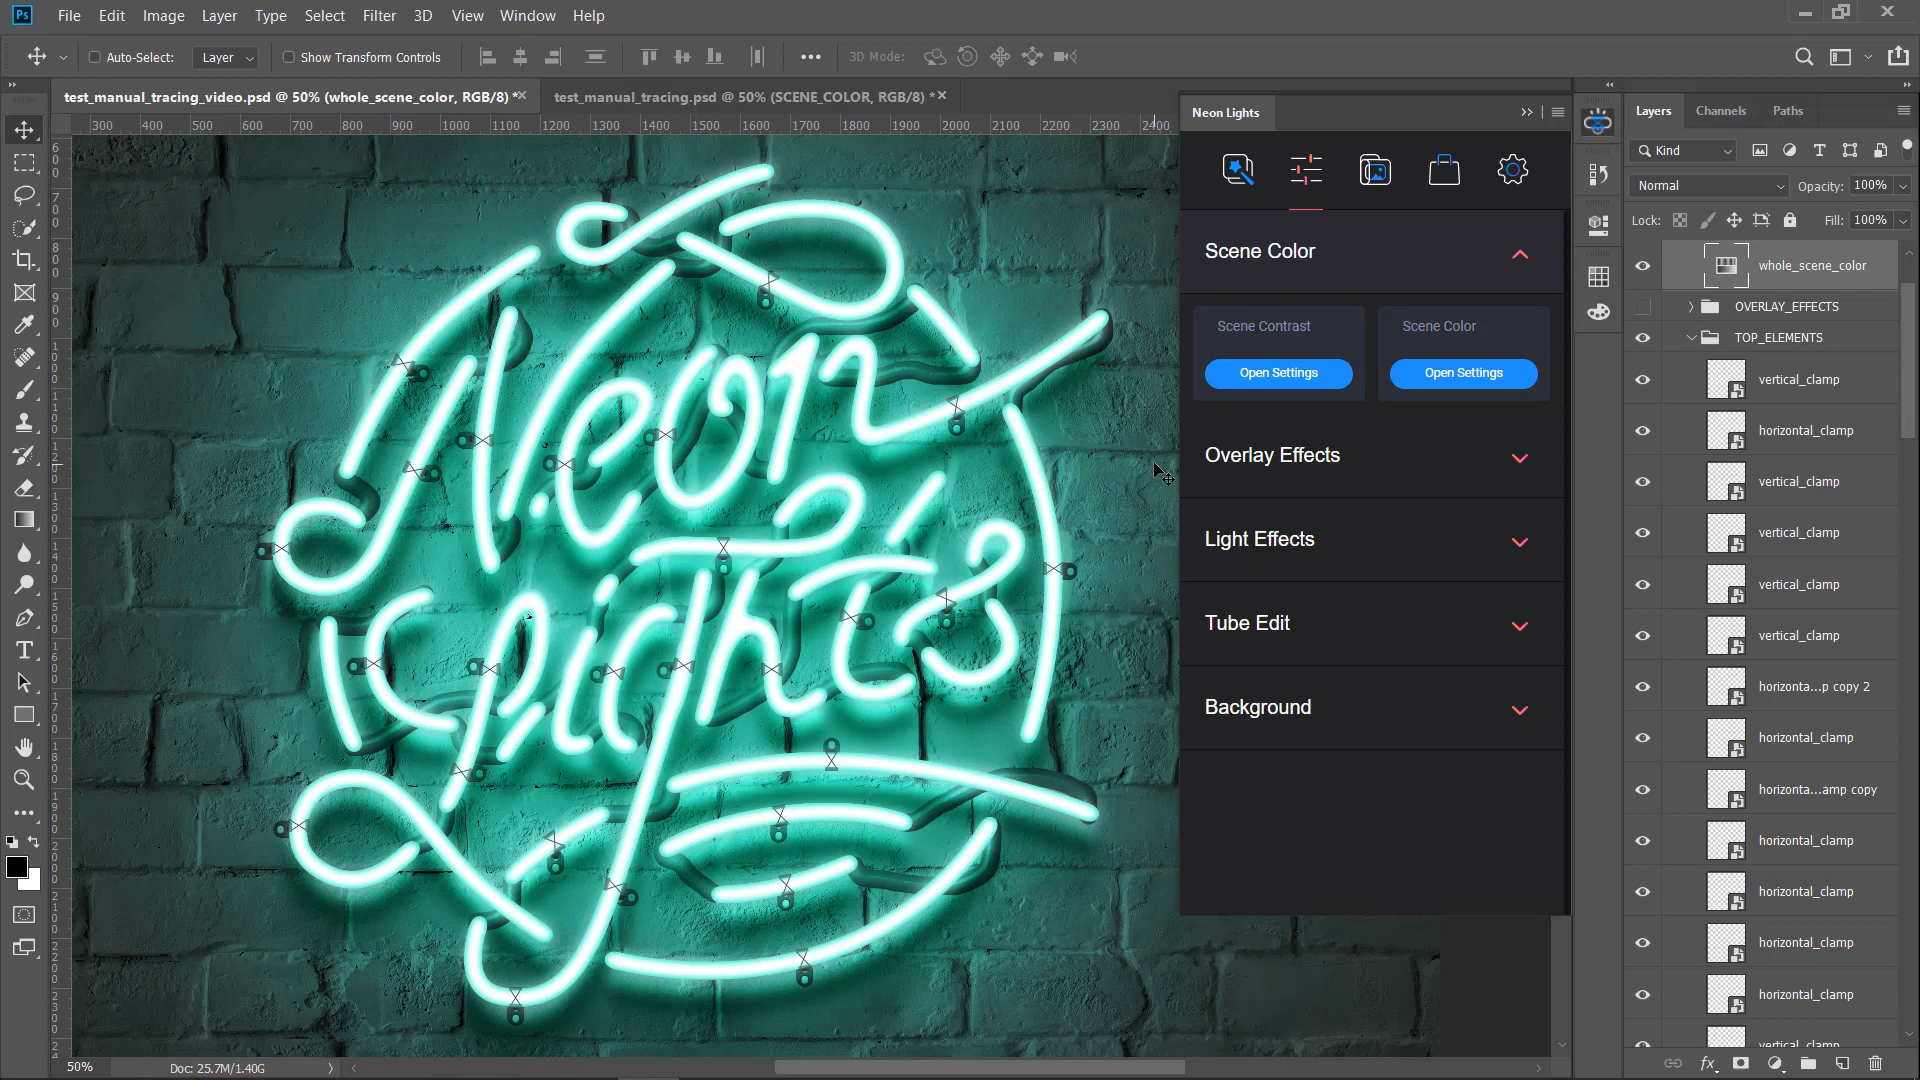 Ps File Edit Image Layer Type Select Filter 3D View Window Help
Auto-Select: Layer Show Transform Controls 3D Mode:
test_manual_tracing_video.psd @ 50% (whole_scene_color, RGB/8) * test_manual_tracing.psd @ 50% (SCENE_COLOR, RGB/8) *
300 400 500 600 700 800 900 1000 1100 1200 1300 1400 1500 1600 1700 1800 1900 2000 2100 2200 2300 2400
Neon
Lights
50% Doc: 25.7M/1.40G
Neon Lights
Scene Color
Scene Contrast Scene Color
Open Settings Open Settings
Overlay Effects
Light Effects
Tube Edit
Background
Layers Channels Paths
Kind
Normal Opacity: 100%
Lock: Fill: 100%
whole_scene_color
OVERLAY_EFFECTS
TOP_ELEMENTS
vertical_clamp
horizontal_clamp
vertical_clamp
vertical_clamp
vertical_clamp
vertical_clamp
horizonta...p copy 2
horizontal_clamp
horizonta...amp copy
horizontal_clamp
horizontal_clamp
horizontal_clamp
horizontal_clamp
vertical_clamp
fx